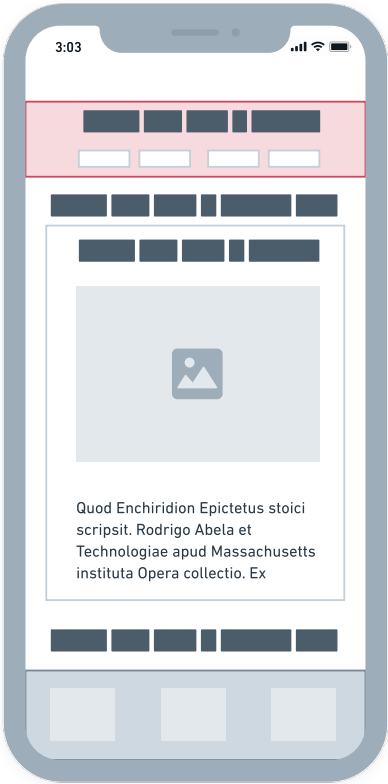 3:03
Quod Enchiridion Epictetus stoici
scripsit. Rodrigo Abela et
Technologiae apud Massachusetts
instituta Opera collectio. Ex